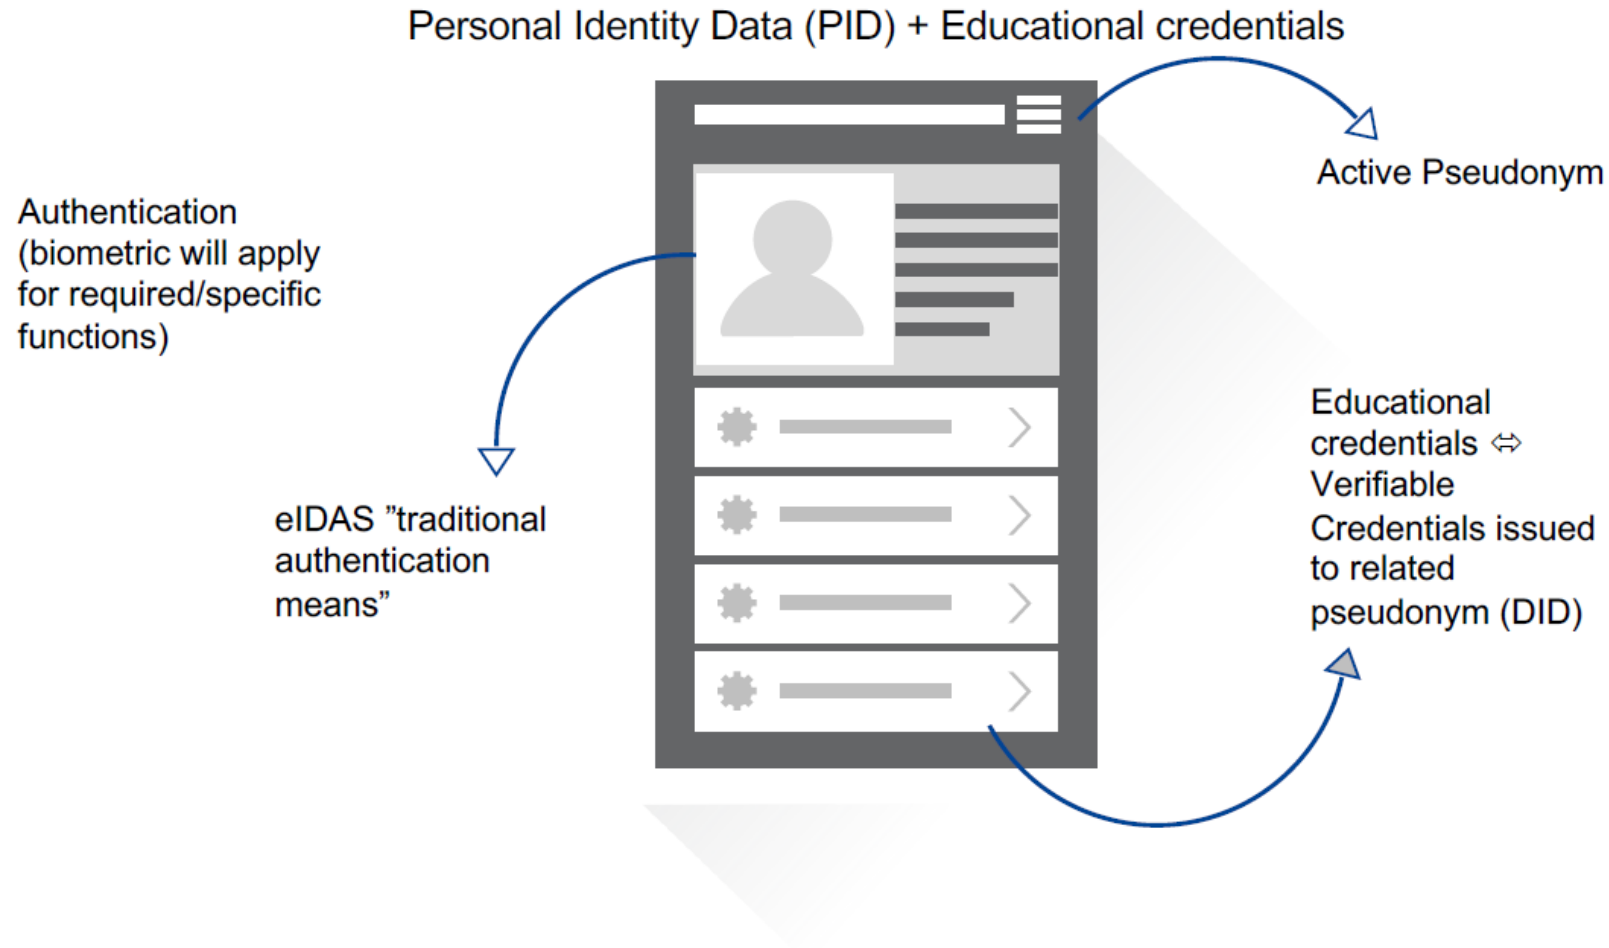 Personal Identity Data (PID) + Educational credentials
Active Pseudonym
Authentication
(biometric will apply
for required/specific
functions)
eIDAS ”traditional
authentication
means”
Educational
credentials ⬄
Verifiable
Credentials issued
to related
pseudonym (DID)